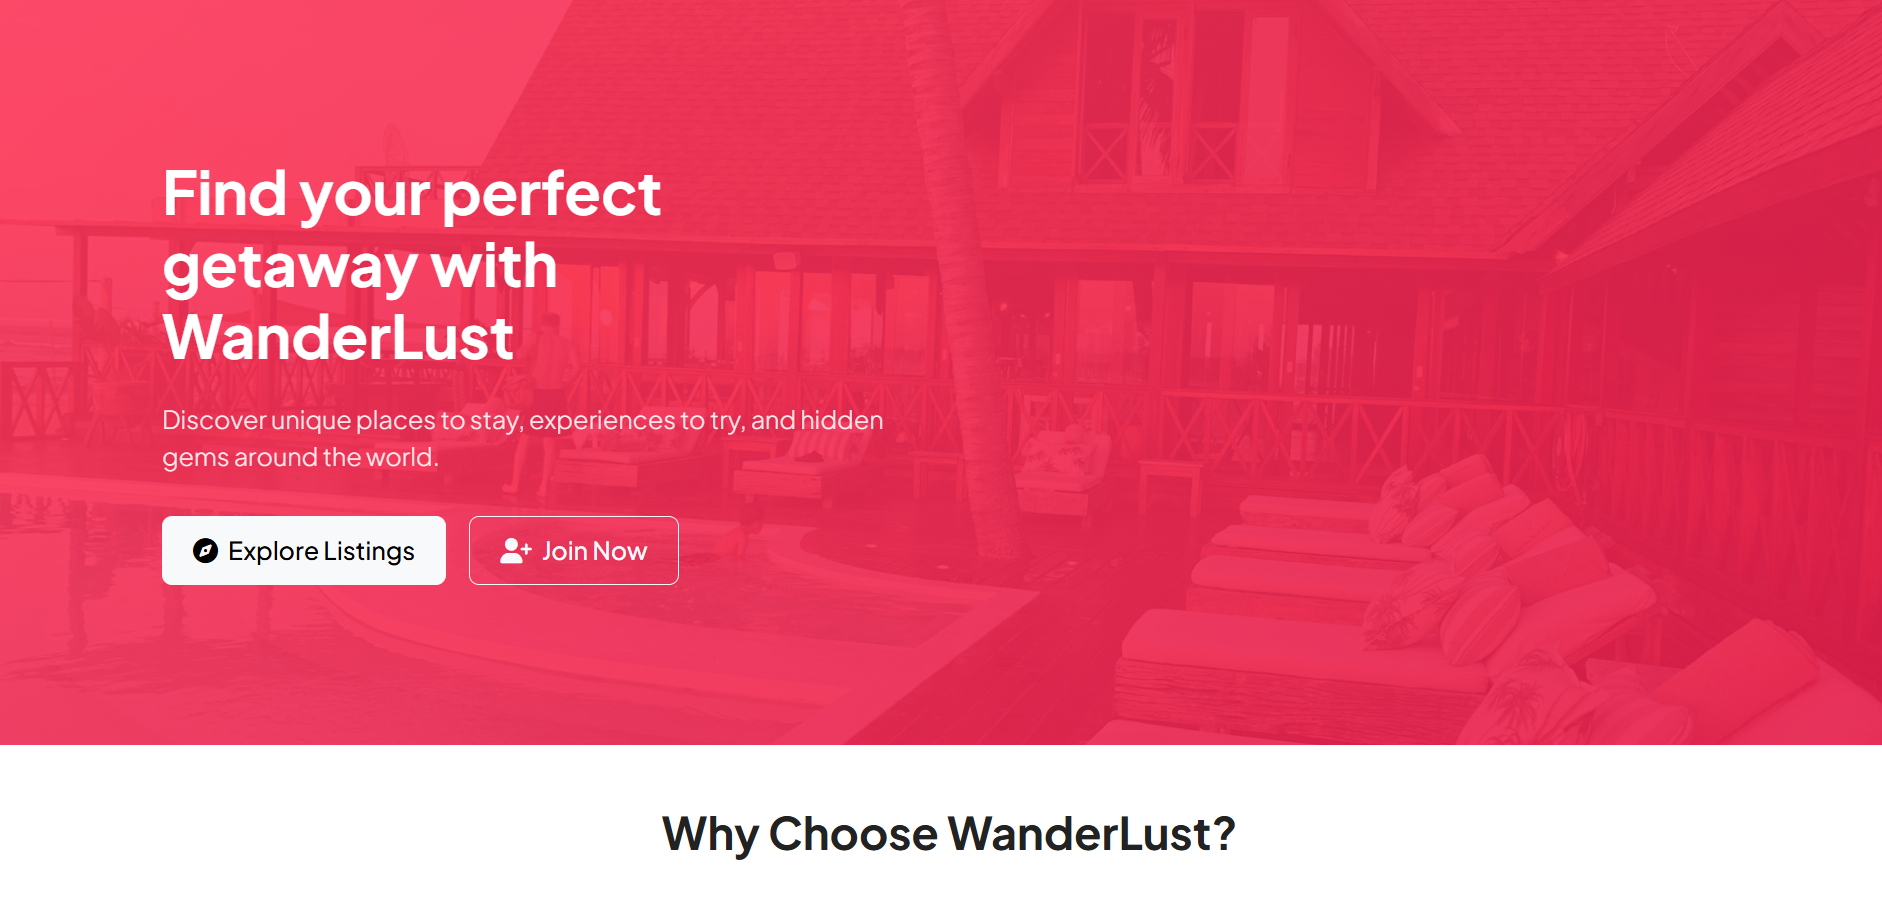 Find your perfect
getaway with
WanderLust
Discover unique places to stay, experiences to try, and hidden
gems around the world.
Explore Listings
Join Now
Why Choose WanderLust?